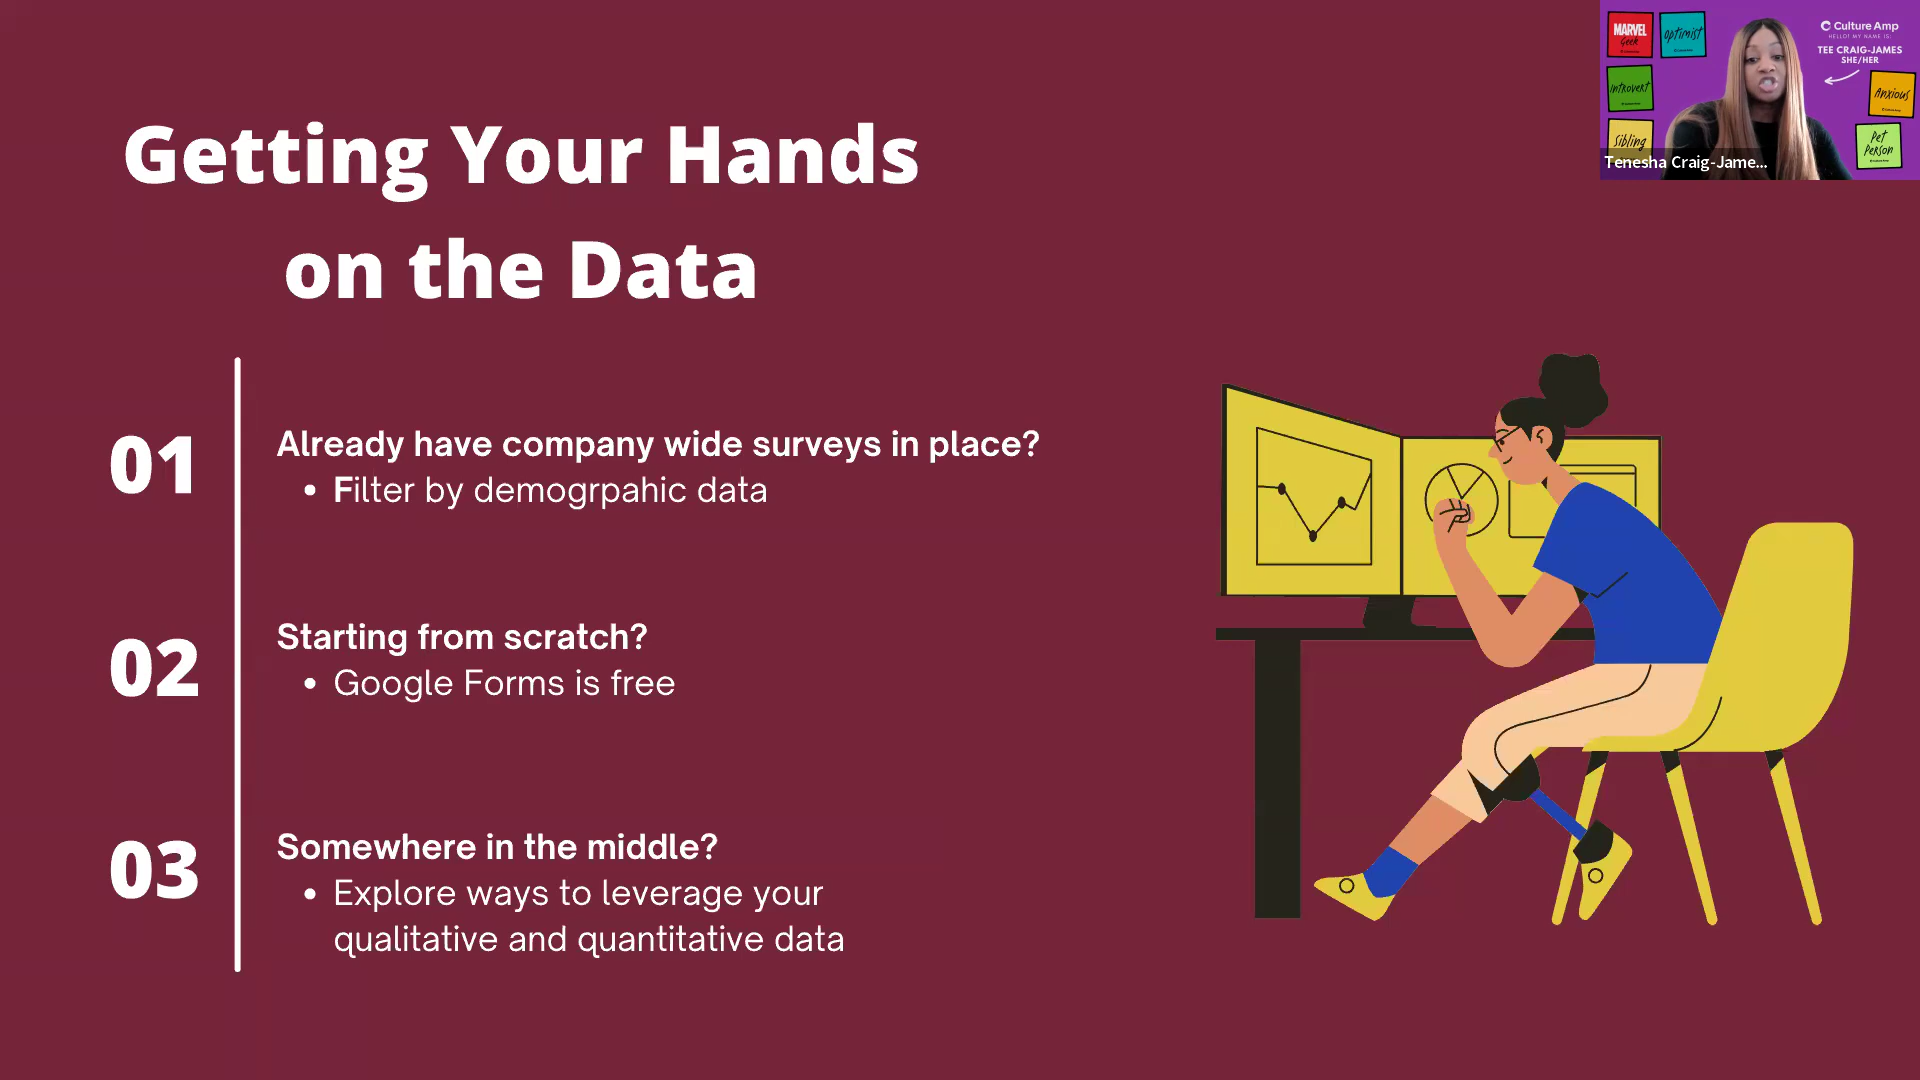 Getting Your Hands
on the Data
01
Already have company wide surveys in place?
• Filter by demogrpahic data
02
Starting from scratch?
• Google Forms is free
03
Somewhere in the middle?
• Explore ways to leverage your
qualitative and quantitative data
MARVEL
Geek
optimist
Introvert
Sibling
Culture Amp
HELLO! MY NAME IS:
TEE CRAIG-JAMES
SHE/HER
Anxious
Pet
Person
Tenesha Craig-Jame...